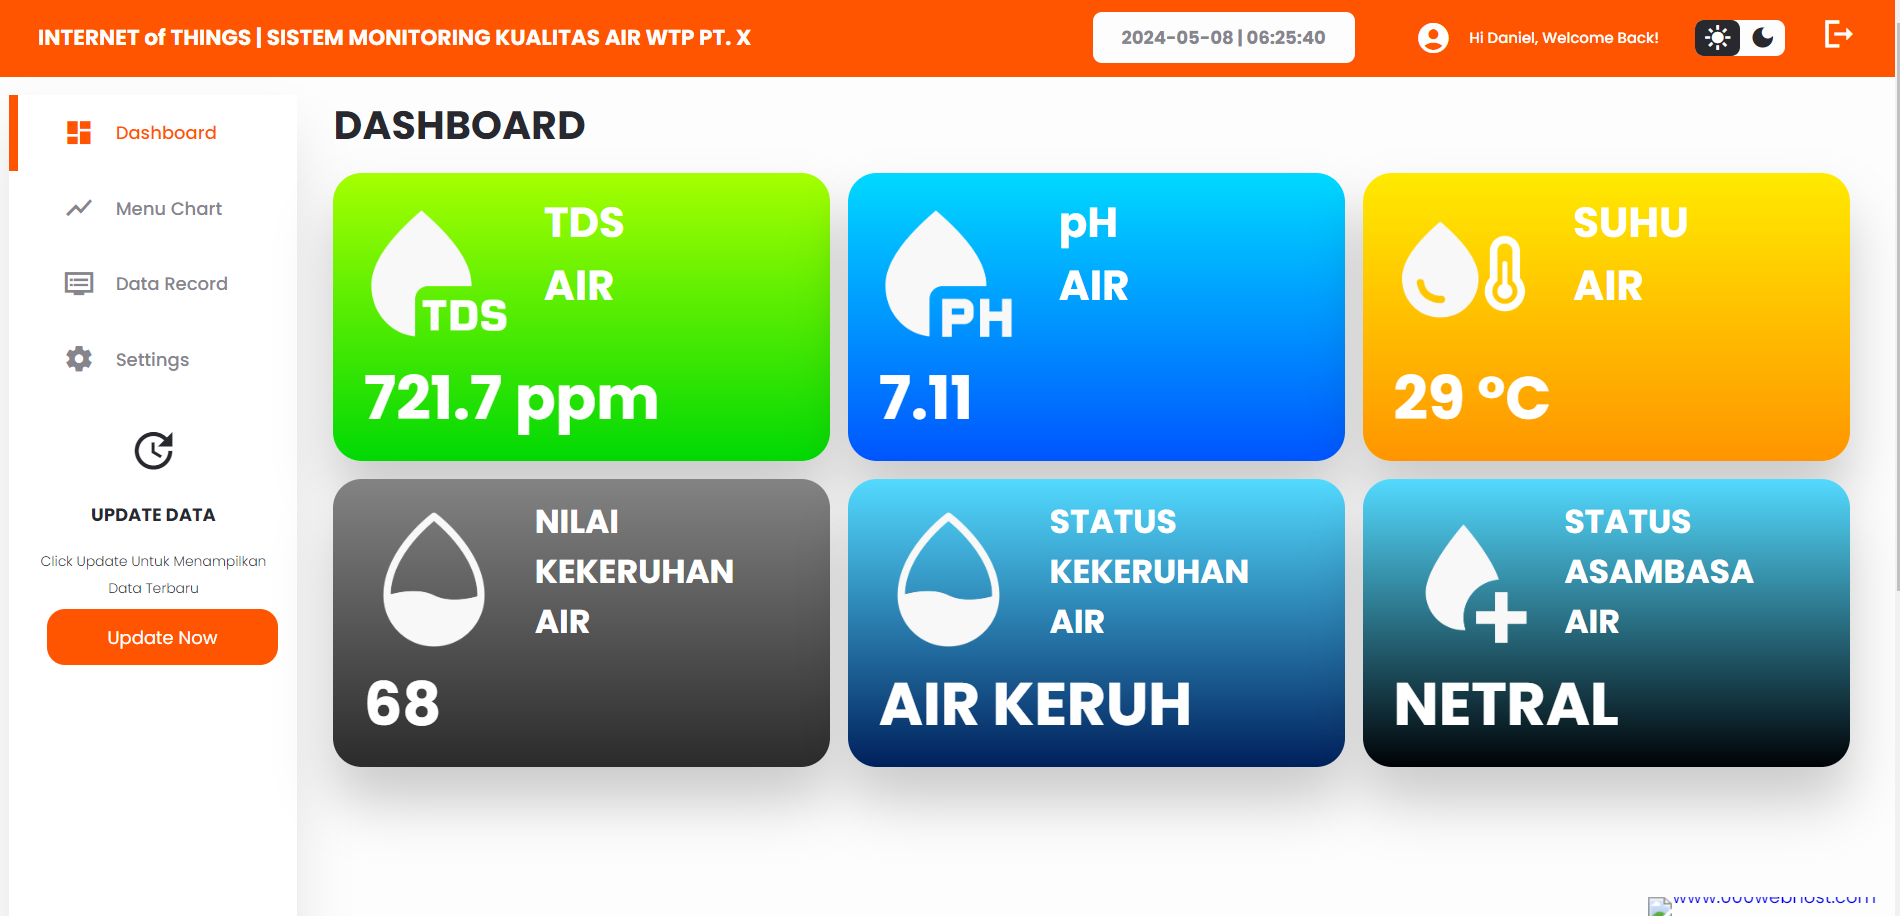 INTERNET of THINGS | SISTEM MONITORING KUALITAS AIR WTP PT. X
2024-05-08 | 06:25:40
Hi Daniel, Welcome Back!
Dashboard
Menu Chart
Data Record
Settings
UPDATE DATA
Click Update Untuk Menampilkan
Data Terbaru
Update Now
DASHBOARD
TDS
TDS
AIR
721.7 ppm
PH
pH
AIR
7.11
SUHU
AIR
29 °C
NILAI
KEKERUHAN
AIR
68
STATUS
KEKERUHAN
AIR
AIR KERUH
STATUS
ASAMBASA
AIR
NETRAL
www.000webhost.com